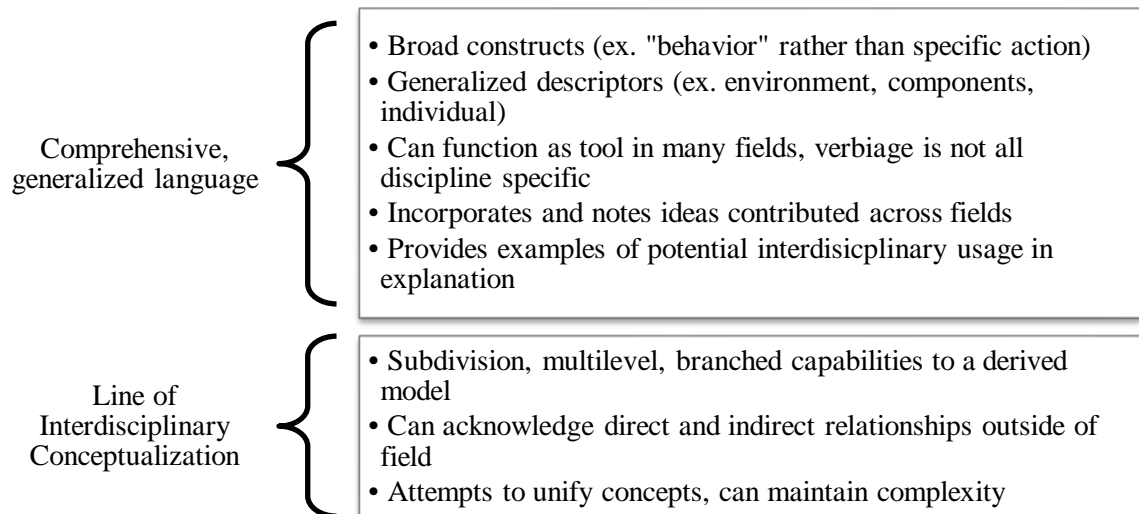 Comprehensive,
generalized language
• Broad constructs (ex. "behavior" rather than specific action)
• Generalized descriptors (ex. environment, components,
individual)
• Can function as tool in many fields, verbiage is not all
discipline specific
• Incorporates and notes ideas contributed across fields
• Provides examples of potential interdisicplinary usage in
explanation
Line of
Interdisciplinary
Conceptualization
• Subdivision, multilevel, branched capabilities to a derived
model
• Can acknowledge direct and indirect relationships outside of
field
• Attempts to unify concepts, can maintain complexity